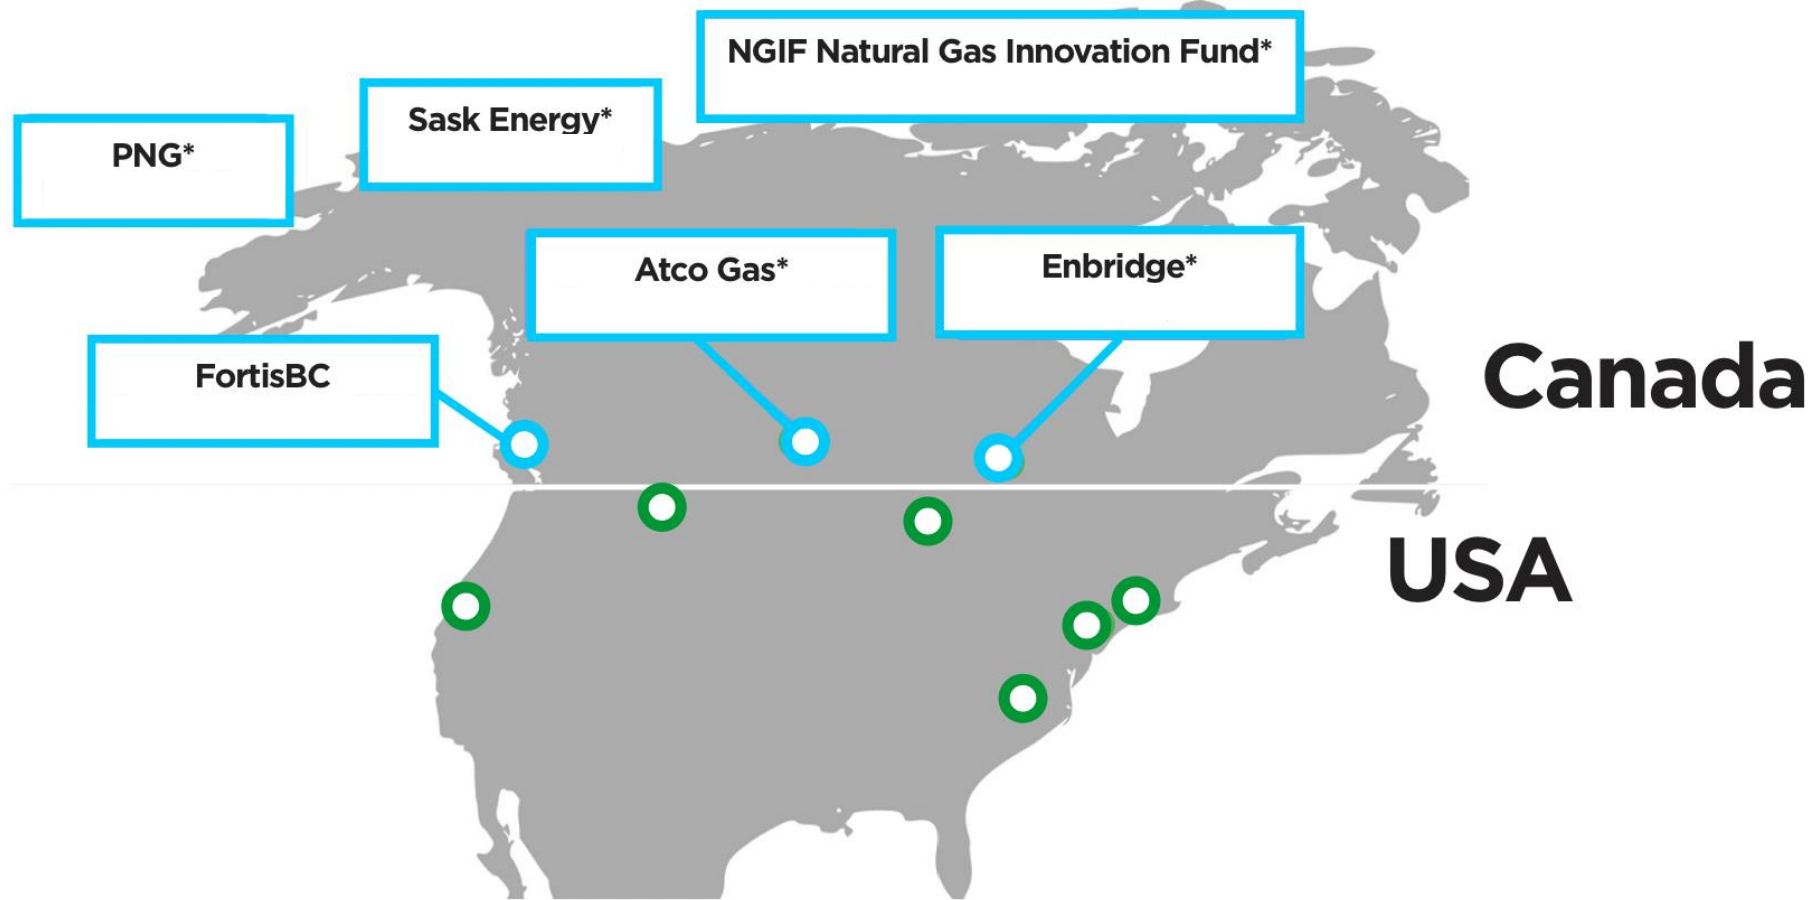 NGIF Natural Gas Innovation Fund*
Sask Energy*
PNG*
Atco Gas*
Enbridge*
FortisBC
Canada
USA